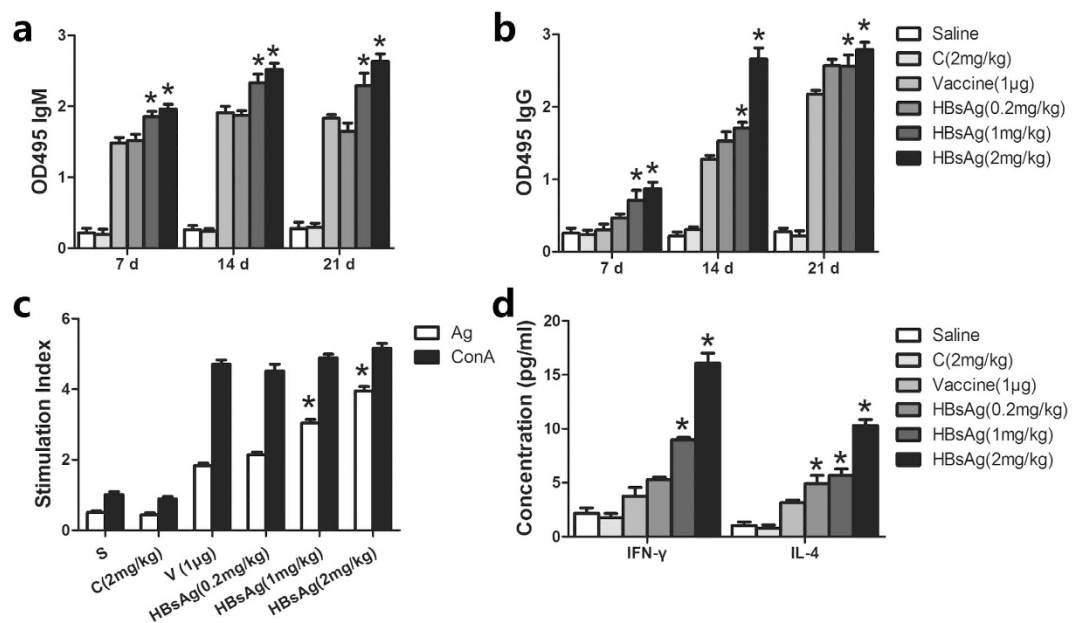 a
OD495 IgM
3
2
1
0
* * * * * *
7 d 14 d 21 d
b
OD495 IgG
3
2
1
0
* * * * * *
7 d 14 d 21 d
Saline
C(2mg/kg)
Vaccine(1μg)
HBsAg(0.2mg/kg)
HBsAg(1mg/kg)
HBsAg(2mg/kg)
c
Stimulation Index
6
4
2
0
* *
S
C(2mg/kg)
V (1μg)
HBsAg(0.2mg/kg)
HBsAg(1mg/kg)
HBsAg(2mg/kg)
Ag
ConA
d
Concentration (pg/ml)
20
15
10
5
0
* * * * *
IFN-γ IL-4
Saline
C(2mg/kg)
Vaccine(1μg)
HBsAg(0.2mg/kg)
HBsAg(1mg/kg)
HBsAg(2mg/kg)